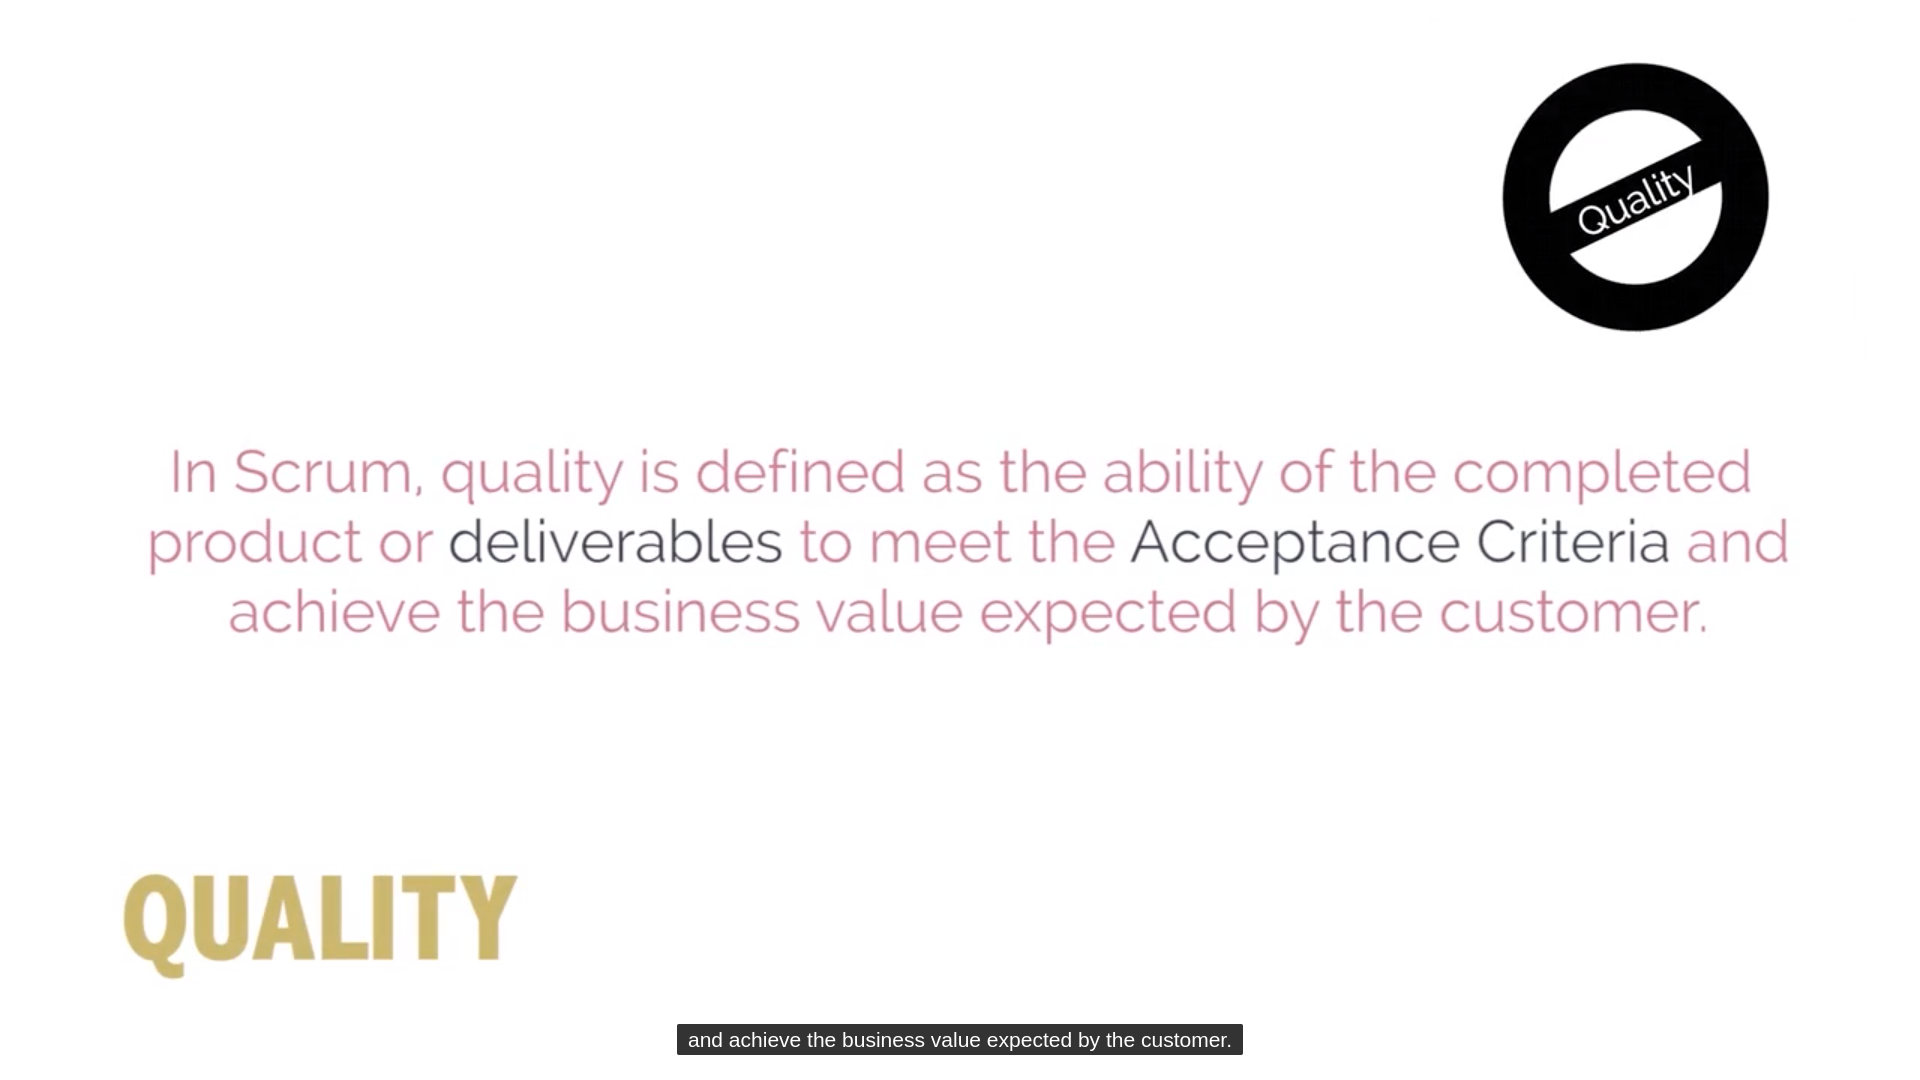 Quality
In Scrum, quality is defined as the ability of the completed
product or deliverables to meet the Acceptance Criteria and
achieve the business value expected by the customer.
QUALITY
and achieve the business value expected by the customer.